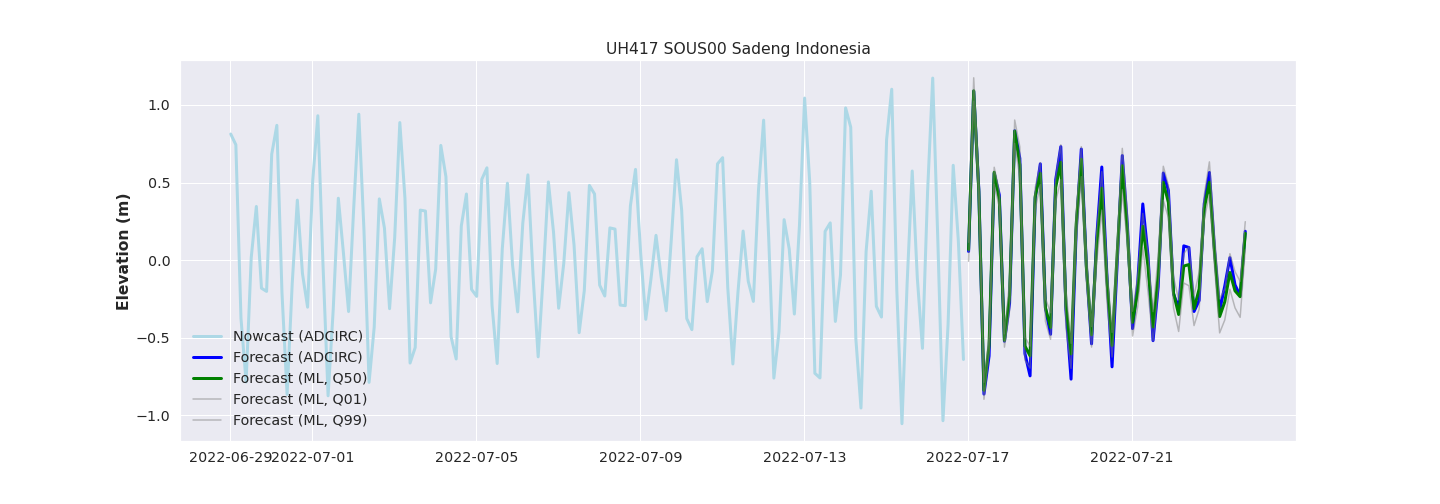 UH417 SOUS00 Sadeng Indonesia
Elevation (m)
1.0
0.5
0.0
−0.5
−1.0
Nowcast (ADCIRC)
Forecast (ADCIRC)
Forecast (ML, Q50)
Forecast (ML, Q01)
Forecast (ML, Q99)
2022-06-29 2022-07-01 2022-07-05 2022-07-09 2022-07-13 2022-07-17 2022-07-21